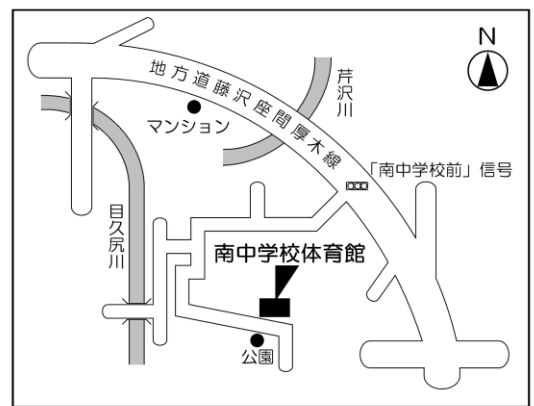 N
地方道藤沢座間厚木線
芹沢川
マンション
「南中学校前」信号
目久尻川
南中学校体育館
公園